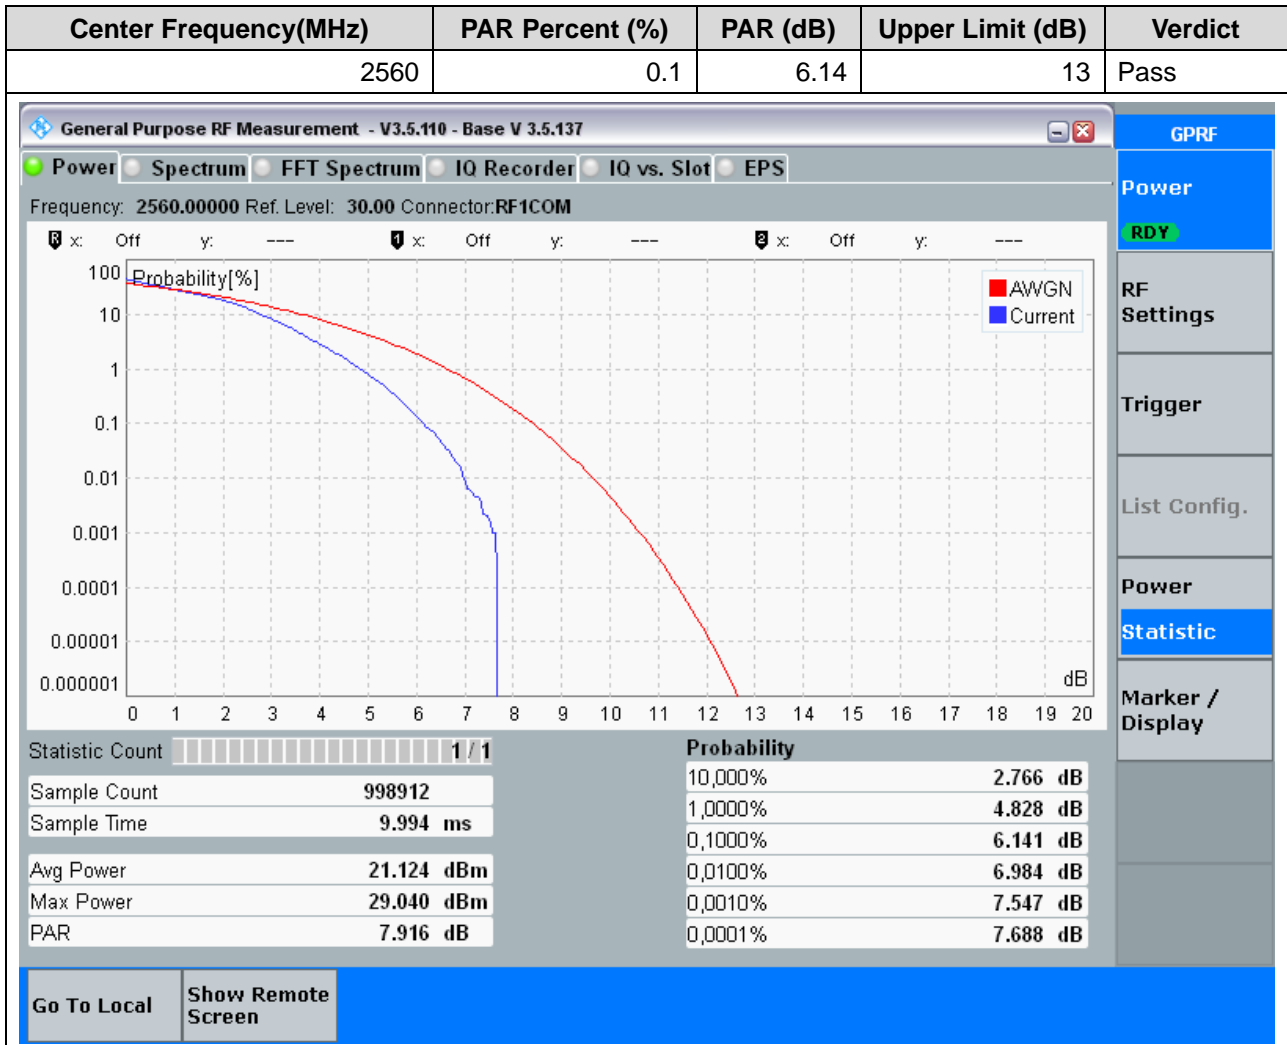 Center Frequency(MHz) PAR Percent (%) PAR (dB) Upper Limit (dB) Verdict
2560 0.1 6.14 13 Pass
General Purpose RF Measurement - V3.5.110 - Base V 3.5.137
GPRF
Power Spectrum FFT Spectrum IQ Recorder IQ vs. Slot EPS
Power
RDY
Frequency: 2560.00000 Ref. Level: 30.00 Connector:RF1COM
R x: Off y: --- 1 x: Off y: --- 2 x: Off y: ---
Probability[%]
AWGN
Current
100
10
1
0.1
0.01
0.001
0.0001
0.00001
0.000001
dB
0 1 2 3 4 5 6 7 8 9 10 11 12 13 14 15 16 17 18 19 20
RF
Settings
Trigger
List Config.
Power
Statistic
Marker /
Display
Statistic Count 1 / 1
Sample Count 998912
Sample Time 9.994 ms
Avg Power 21.124 dBm
Max Power 29.040 dBm
PAR 7.916 dB
Probability
10,000% 2.766 dB
1,0000% 4.828 dB
0,1000% 6.141 dB
0,0100% 6.984 dB
0,0010% 7.547 dB
0,0001% 7.688 dB
Go To Local
Show Remote
Screen